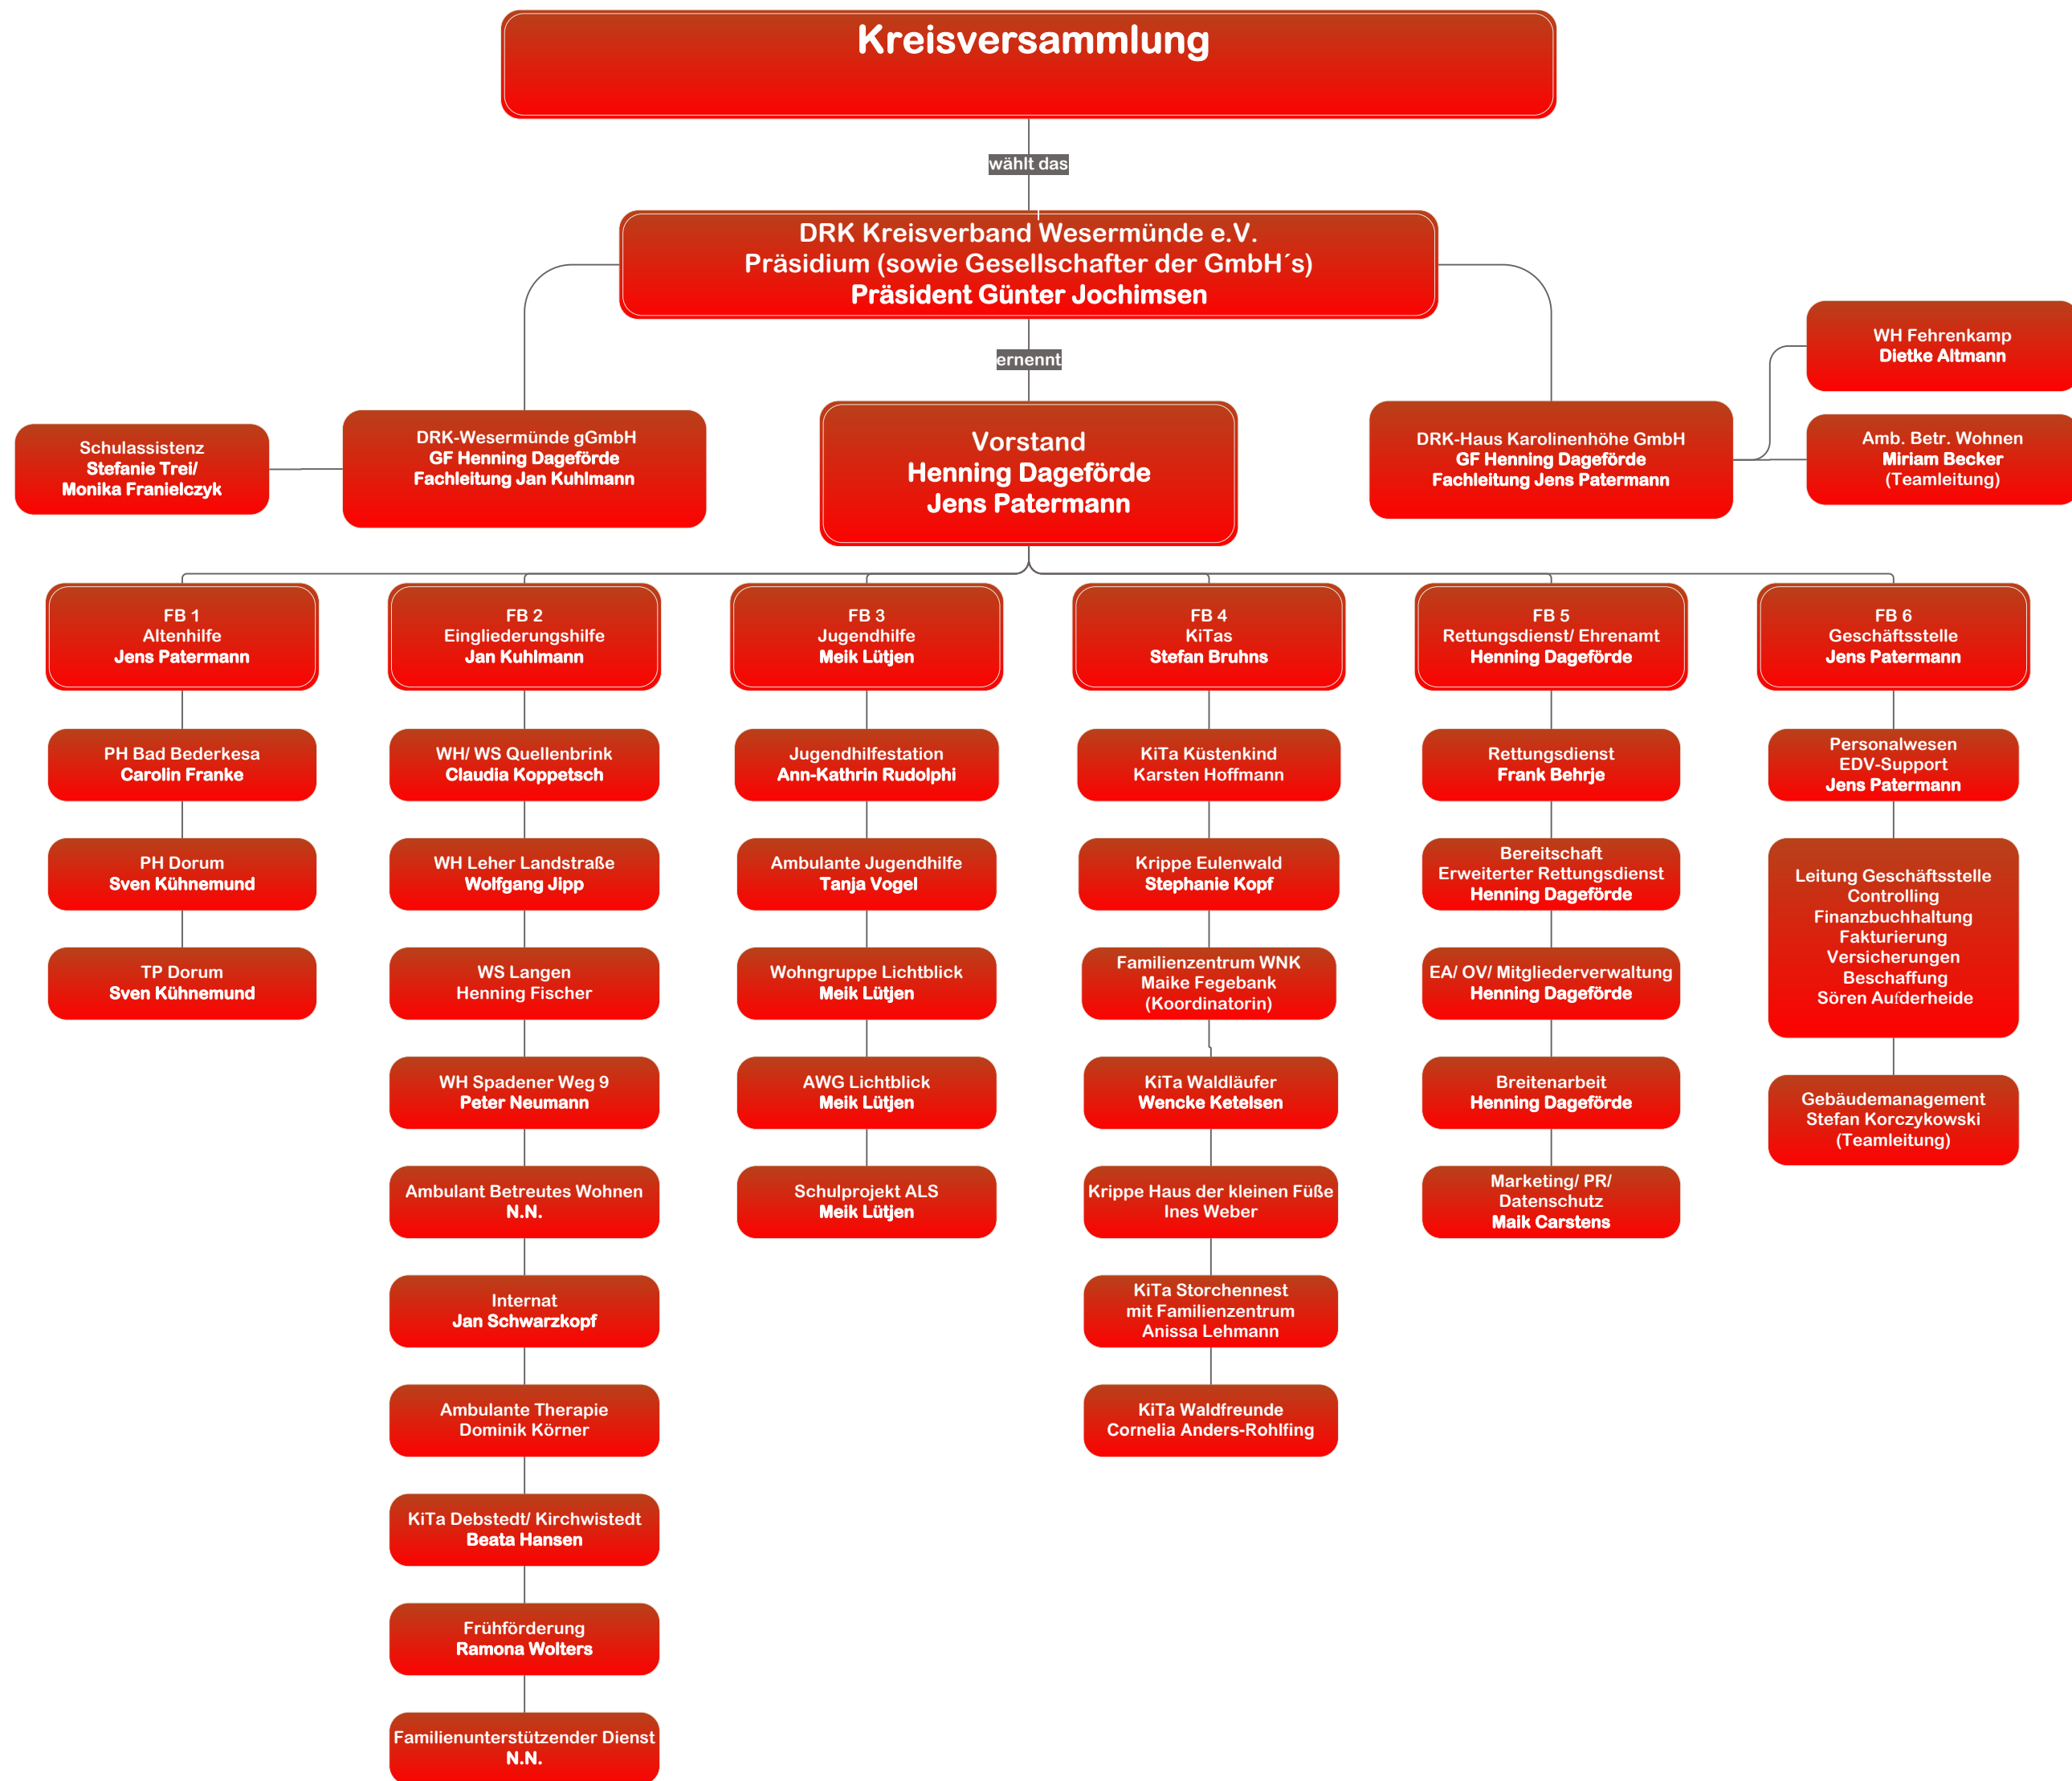 Kreisversammlung
wählt das
DRK Kreisverband Wesermünde e.V.
Präsidium (sowie Gesellschafter der GmbH´s)
Präsident Günter Jochimsen
ernennt
WH Fehrenkamp
Dietke Altmann
Schulassistenz
Stefanie Trei/
Monika Franielczyk
DRK-Wesermünde gGmbH
GF Henning Dageförde
Fachleitung Jan Kuhlmann
Vorstand
Henning Dageförde
Jens Patermann
DRK-Haus Karolinenhöhe GmbH
GF Henning Dageförde
Fachleitung Jens Patermann
Amb. Betr. Wohnen
Miriam Becker
(Teamleitung)
FB 1
Altenhilfe
Jens Patermann
PH Bad Bederkesa
Carolin Franke
PH Dorum
Sven Kühnemund
TP Dorum
Sven Kühnemund
FB 2
Eingliederungshilfe
Jan Kuhlmann
WH/ WS Quellenbrink
Claudia Koppetsch
WH Leher Landstraße
Wolfgang Jipp
WS Langen
Henning Fischer
WH Spadener Weg 9
Peter Neumann
Ambulant Betreutes Wohnen
N.N.
Internat
Jan Schwarzkopf
Ambulante Therapie
Dominik Körner
KiTa Debstedt/ Kirchwistedt
Beata Hansen
Frühförderung
Ramona Wolters
Familienunterstützender Dienst
N.N.
FB 3
Jugendhilfe
Meik Lütjen
Jugendhilfestation
Ann-Kathrin Rudolphi
Ambulante Jugendhilfe
Tanja Vogel
Wohngruppe Lichtblick
Meik Lütjen
AWG Lichtblick
Meik Lütjen
Schulprojekt ALS
Meik Lütjen
FB 4
KiTas
Stefan Bruhns
KiTa Küstenkind
Karsten Hoffmann
Krippe Eulenwald
Stephanie Kopf
Familienzentrum WNK
Maike Fegebank
(Koordinatorin)
KiTa Waldläufer
Wencke Ketelsen
Krippe Haus der kleinen Füße
Ines Weber
KiTa Storchennest
mit Familienzentrum
Anissa Lehmann
KiTa Waldfreunde
Cornelia Anders-Rohlfing
FB 5
Rettungsdienst/ Ehrenamt
Henning Dageförde
Rettungsdienst
Frank Behrje
Bereitschaft
Erweiterter Rettungsdienst
Henning Dageförde
EA/ OV/ Mitgliederverwaltung
Henning Dageförde
Breitenarbeit
Henning Dageförde
Marketing/ PR/
Datenschutz
Maik Carstens
FB 6
Geschäftsstelle
Jens Patermann
Personalwesen
EDV-Support
Jens Patermann
Leitung Geschäftsstelle
Controlling
Finanzbuchhaltung
Fakturierung
Versicherungen
Beschaffung
Sören Aufderheide
Gebäudemanagement
Stefan Korczykowski
(Teamleitung)